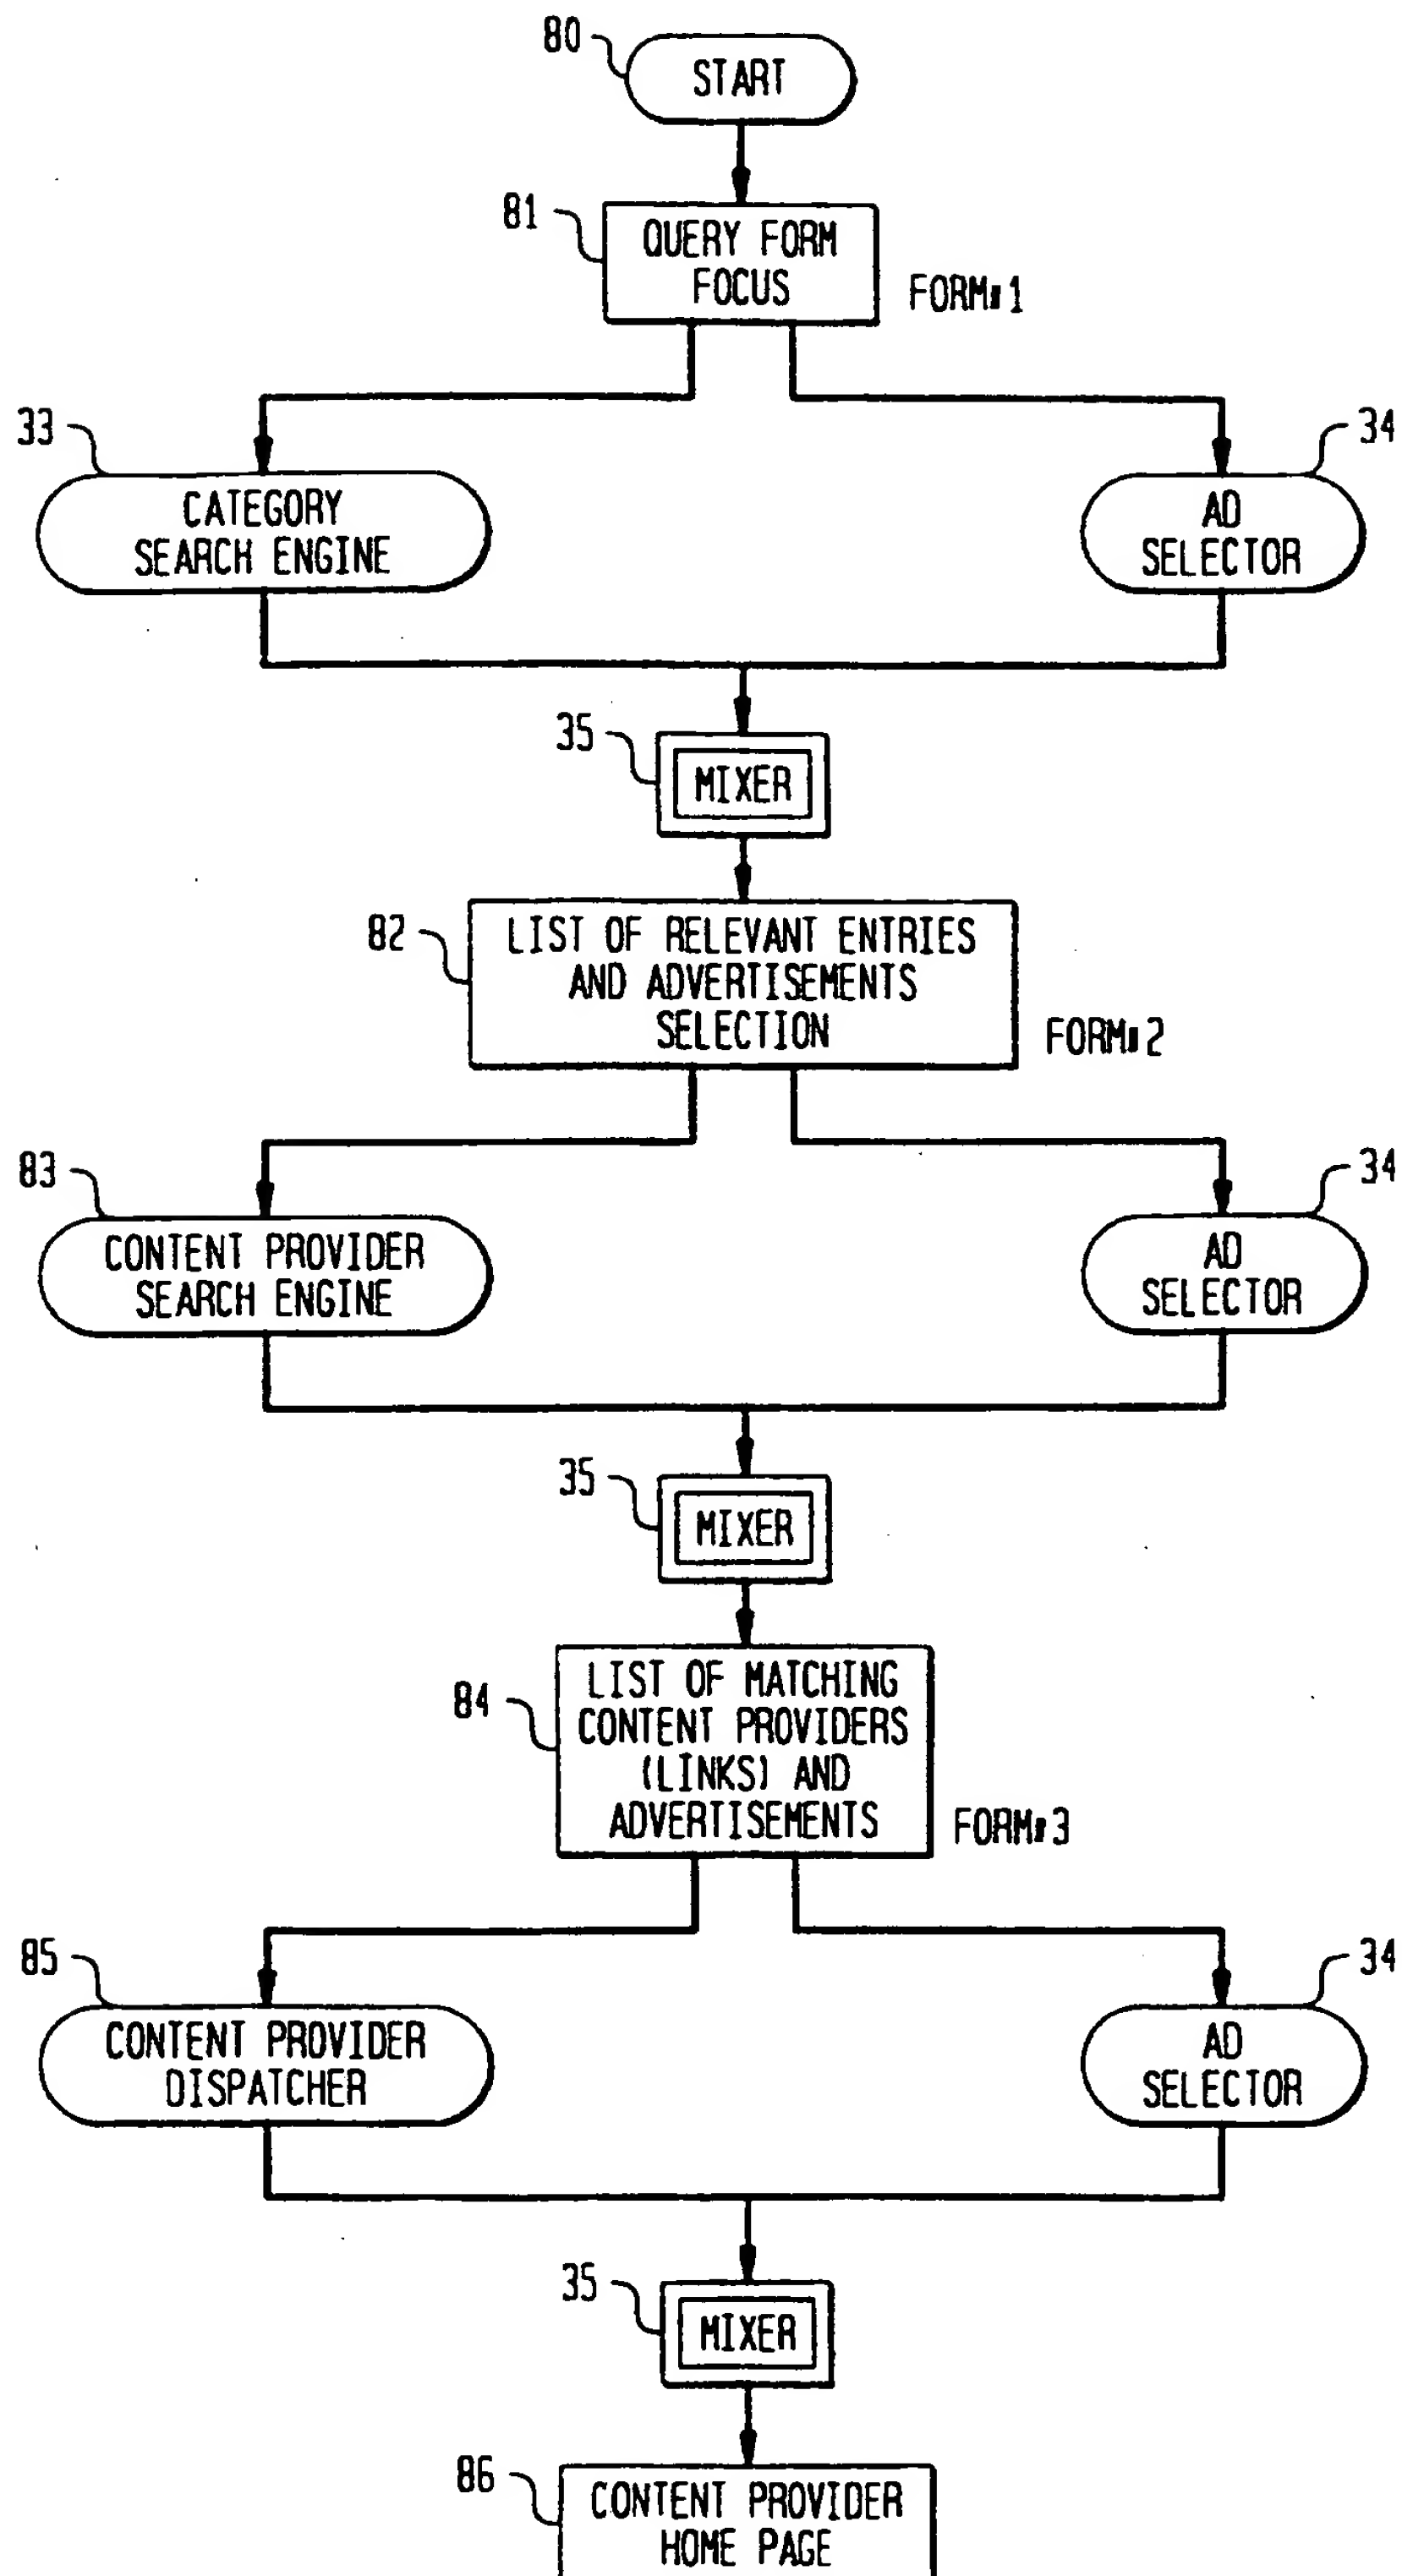 80
START
81
QUERY FORM
FOCUS
FORM#1
33
CATEGORY
SEARCH ENGINE
34
AD
SELECTOR
35
MIXER
82
LIST OF RELEVANT ENTRIES
AND ADVERTISEMENTS
SELECTION
FORM#2
83
CONTENT PROVIDER
SEARCH ENGINE
34
AD
SELECTOR
35
MIXER
84
LIST OF MATCHING
CONTENT PROVIDERS
(LINKS) AND
ADVERTISEMENTS
FORM#3
85
CONTENT PROVIDER
DISPATCHER
34
AD
SELECTOR
35
MIXER
86
CONTENT PROVIDER
HOME PAGE